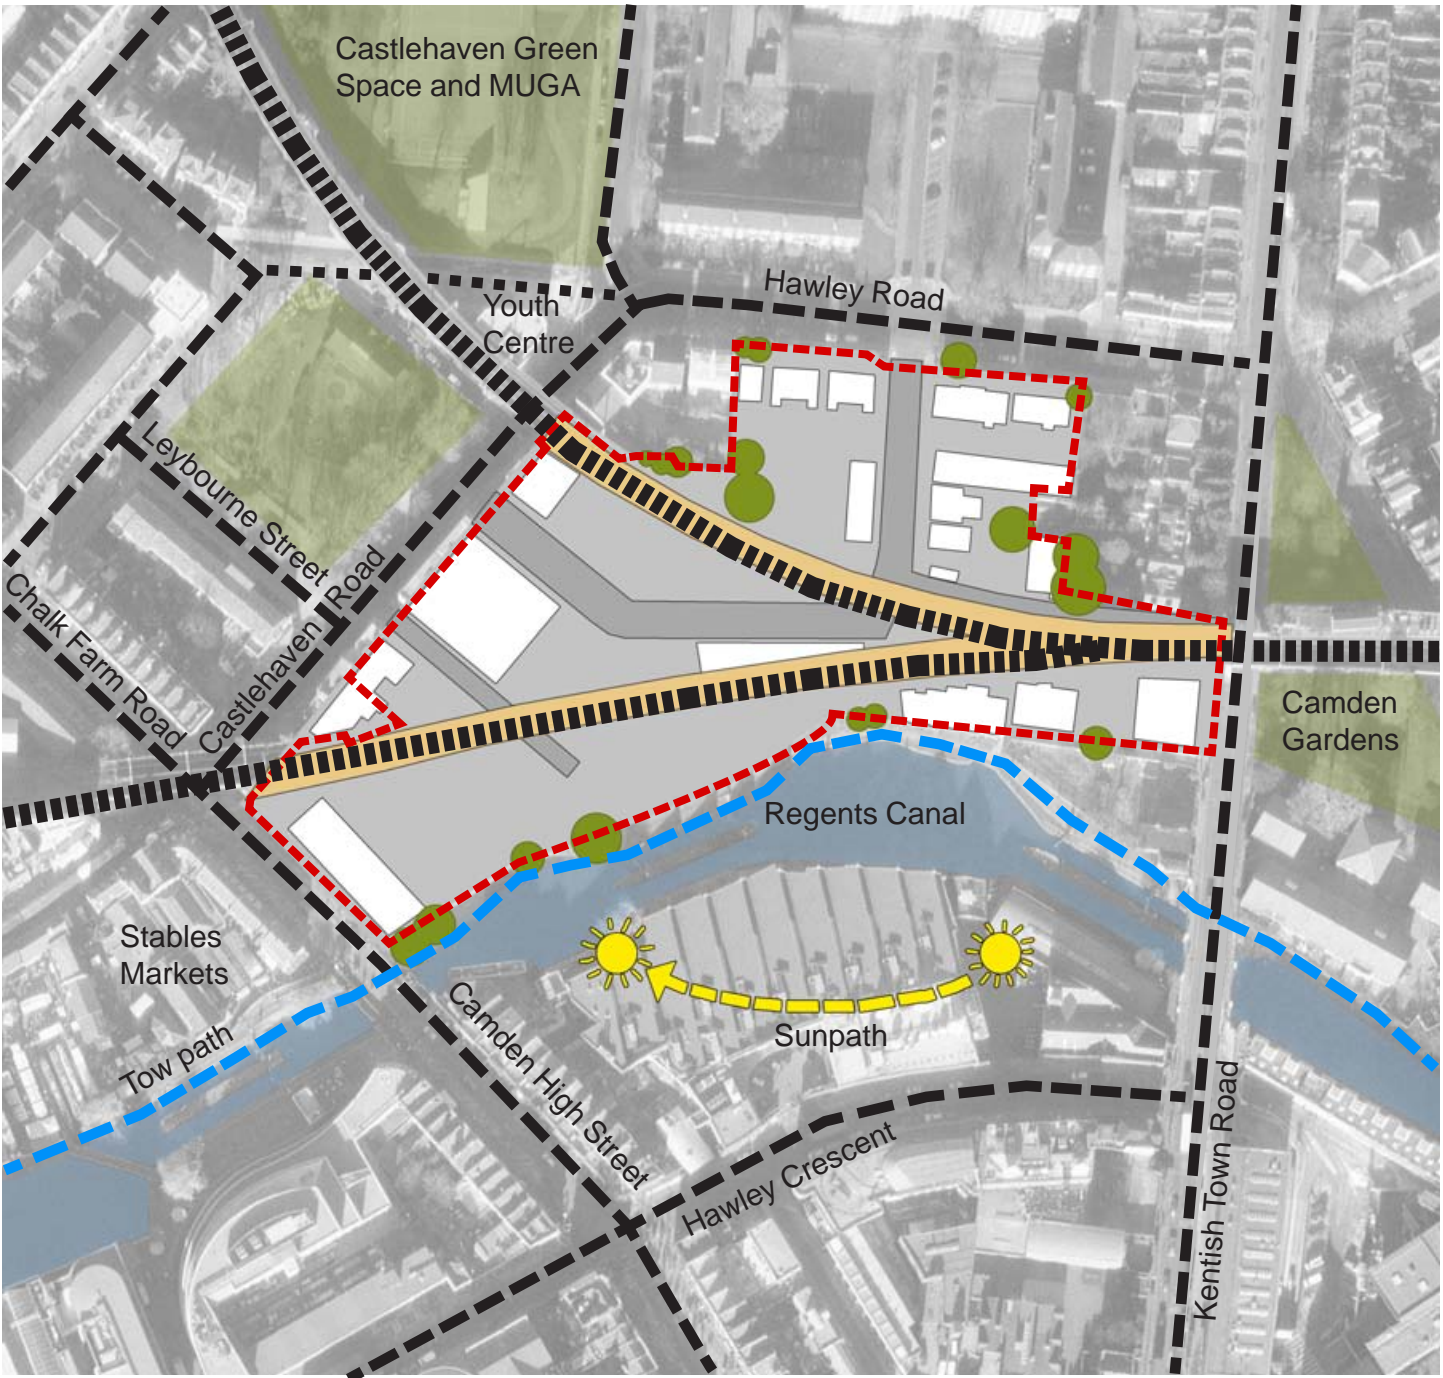 Castlehaven Green
Space and MUGA
Hawley Road
Youth
Centre
Leybourne Street
Castlehaven Road
Chalk Farm Road
Camden
Gardens
Regents Canal
Stables
Markets
Tow path
Camden High Street
Sunpath
Hawley Crescent
Kentish Town Road